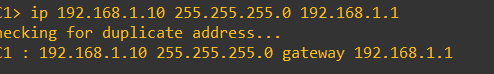 C1> ip 192.168.1.10 255.255.255.0 192.168.1.1
hecking for duplicate address...
C1 : 192.168.1.10 255.255.255.0 gateway 192.168.1.1